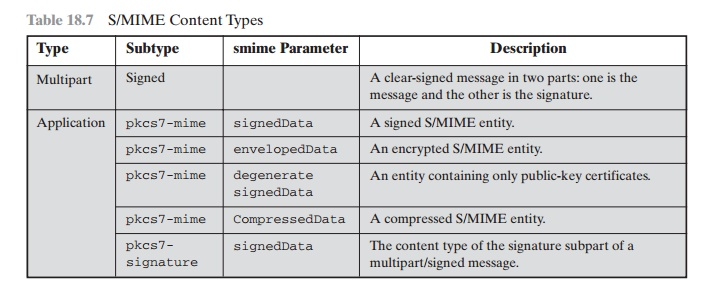 Table 18.7 S/MIME Content Types
Type Subtype smime Parameter Description
Multipart Signed A clear-signed message in two parts: one is the
message and the other is the signature.
Application pkcs7-mime signedData A signed S/MIME entity.
pkcs7-mime envelopedData An encrypted S/MIME entity.
pkcs7-mime degenerate An entity containing only public-key certificates.
signedData
pkcs7-mime CompressedData A compressed S/MIME entity.
pkcs7- signedData The content type of the signature subpart of a
signature multipart/signed message.